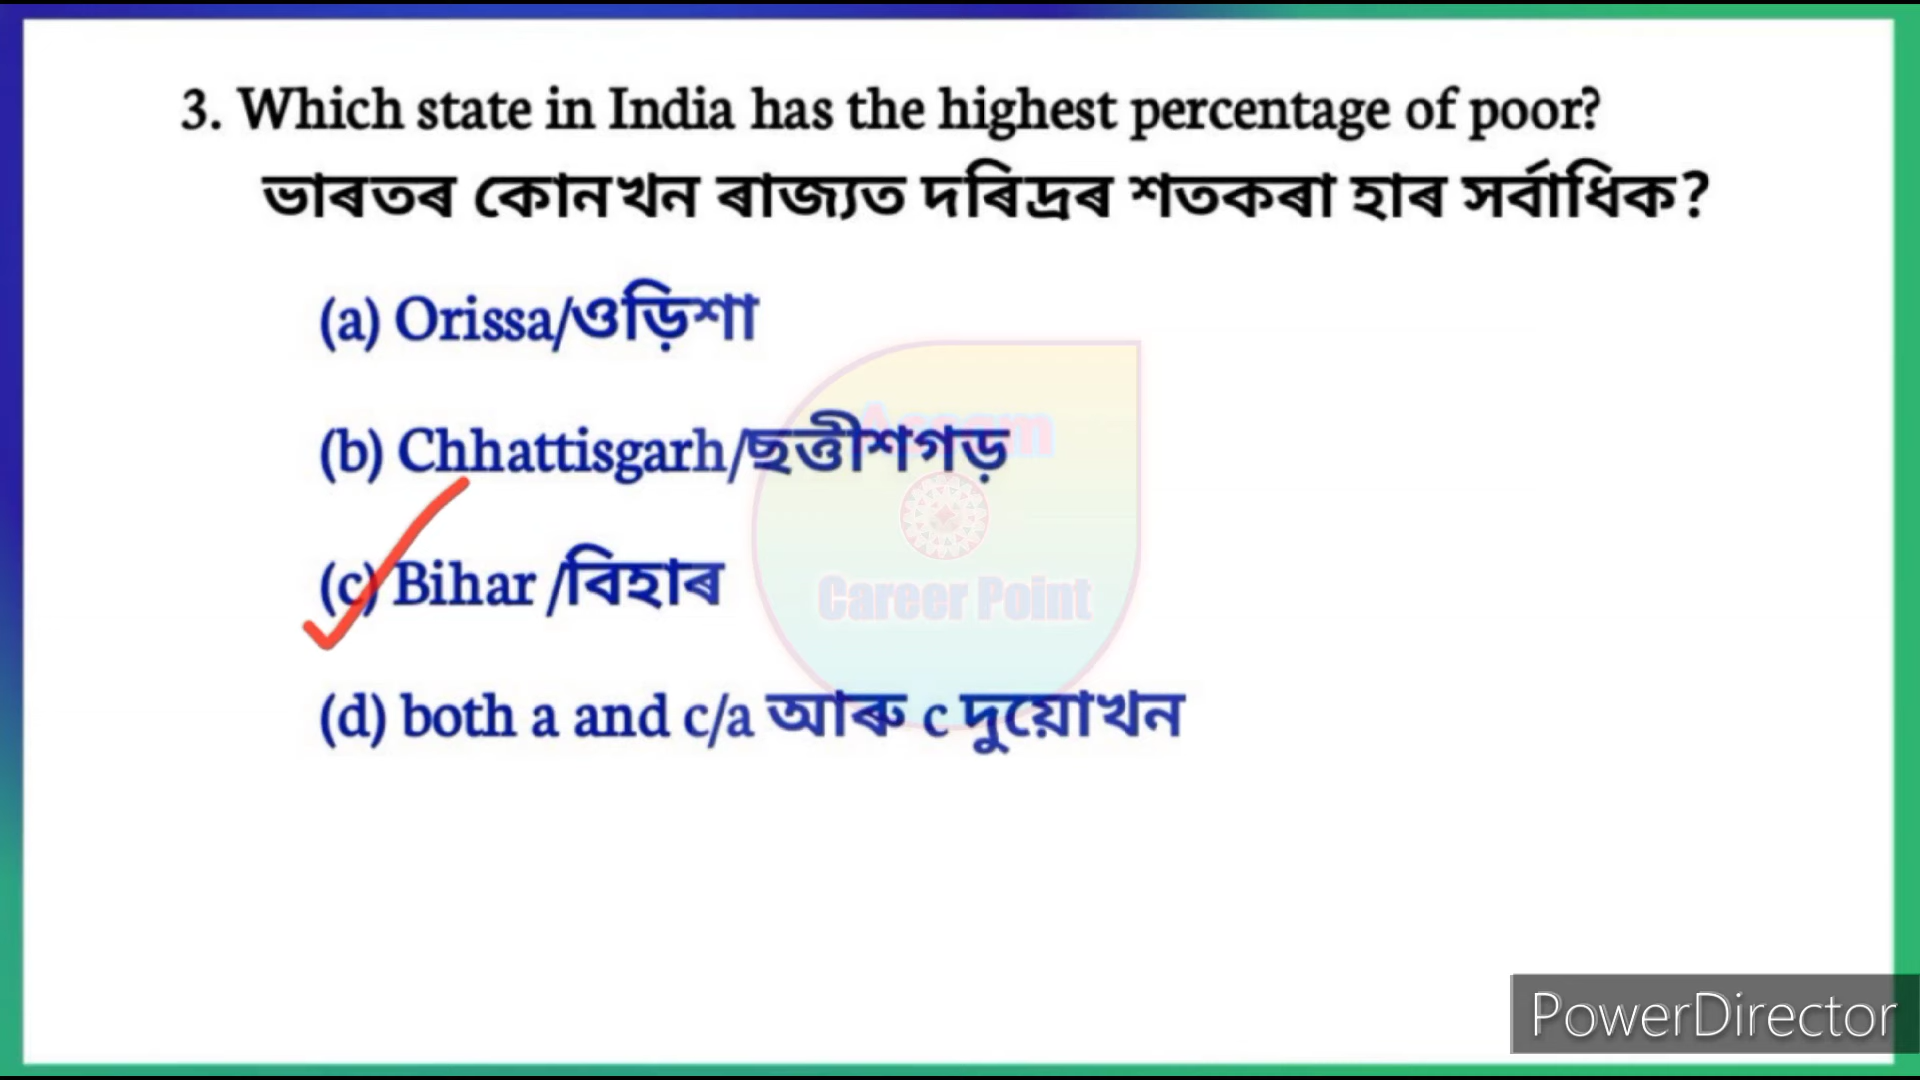 3. Which state in India has the highest percentage of poor?
ভাৰতৰ কোনখন ৰাজ্যত দৰিদ্ৰৰ শতকৰা হাৰ সৰ্বাধিক?
(a) Orissa/ওড়িশা
(b) Chhattisgarh/ছত্তীশগড়
Assam
Career Point
(c) Bihar /বিহাৰ
(d) both a and c/a আৰু c দুয়োখন
PowerDirector